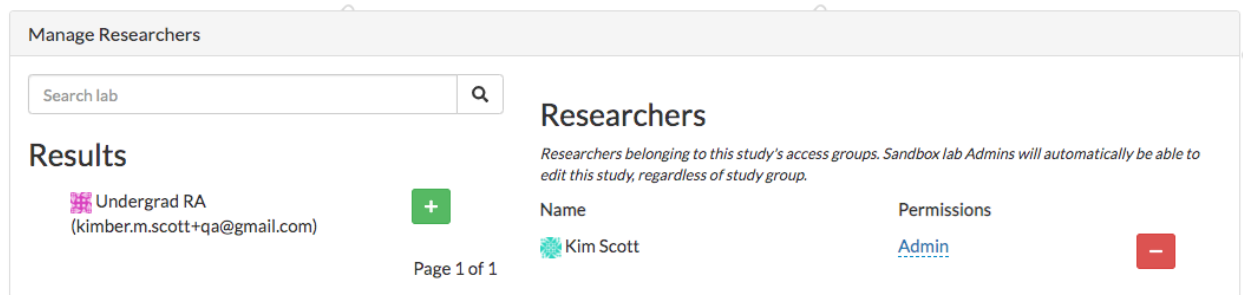 Manage Researchers
Search lab
Results
Undergrad RA
(kimber.m.scott+qa@gmail.com)
Page 1 of 1
Researchers
Researchers belonging to this study's access groups. Sandbox lab Admins will automatically be able to
edit this study, regardless of study group.
Name Permissions
Kim Scott Admin